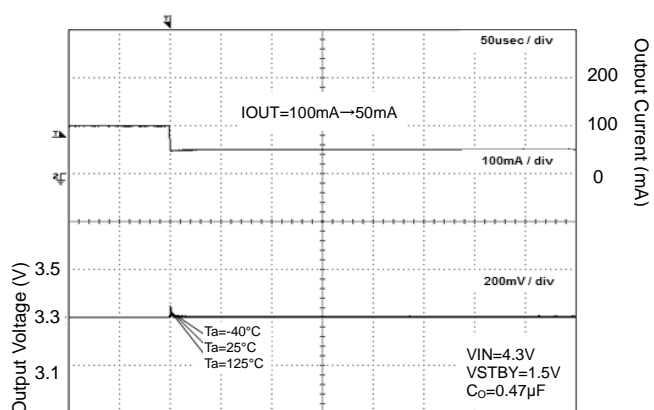 50usec / div
200
IOUT=100mA→50mA
100
100mA / div
0
Output Current (mA)
3.5
200mV / div
3.3
Ta=-40°C
Ta=25°C
Ta=125°C
3.1
VIN=4.3V
VSTBY=1.5V
Co=0.47µF
Output Voltage (V)